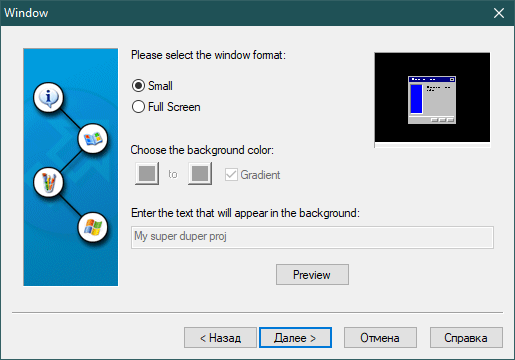 Window
Please select the window format:
Small
Full Screen
Choose the background color:
to
Gradient
Enter the text that will appear in the background:
My super duper proj
Preview
< Назад
Далее >
Отмена
Справка